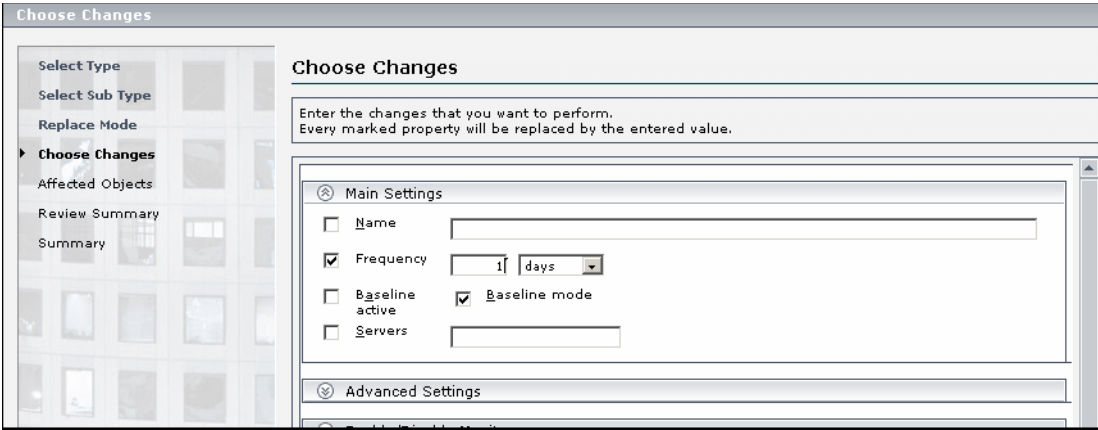 Choose Changes
Select Type
Select Sub Type
Replace Mode
Choose Changes
Affected Objects
Review Summary
Summary
Choose Changes
Enter the changes that you want to perform.
Every marked property will be replaced by the entered value.
Main Settings
Name
Frequency 1 days
Baseline active Baseline mode
Servers
Advanced Settings